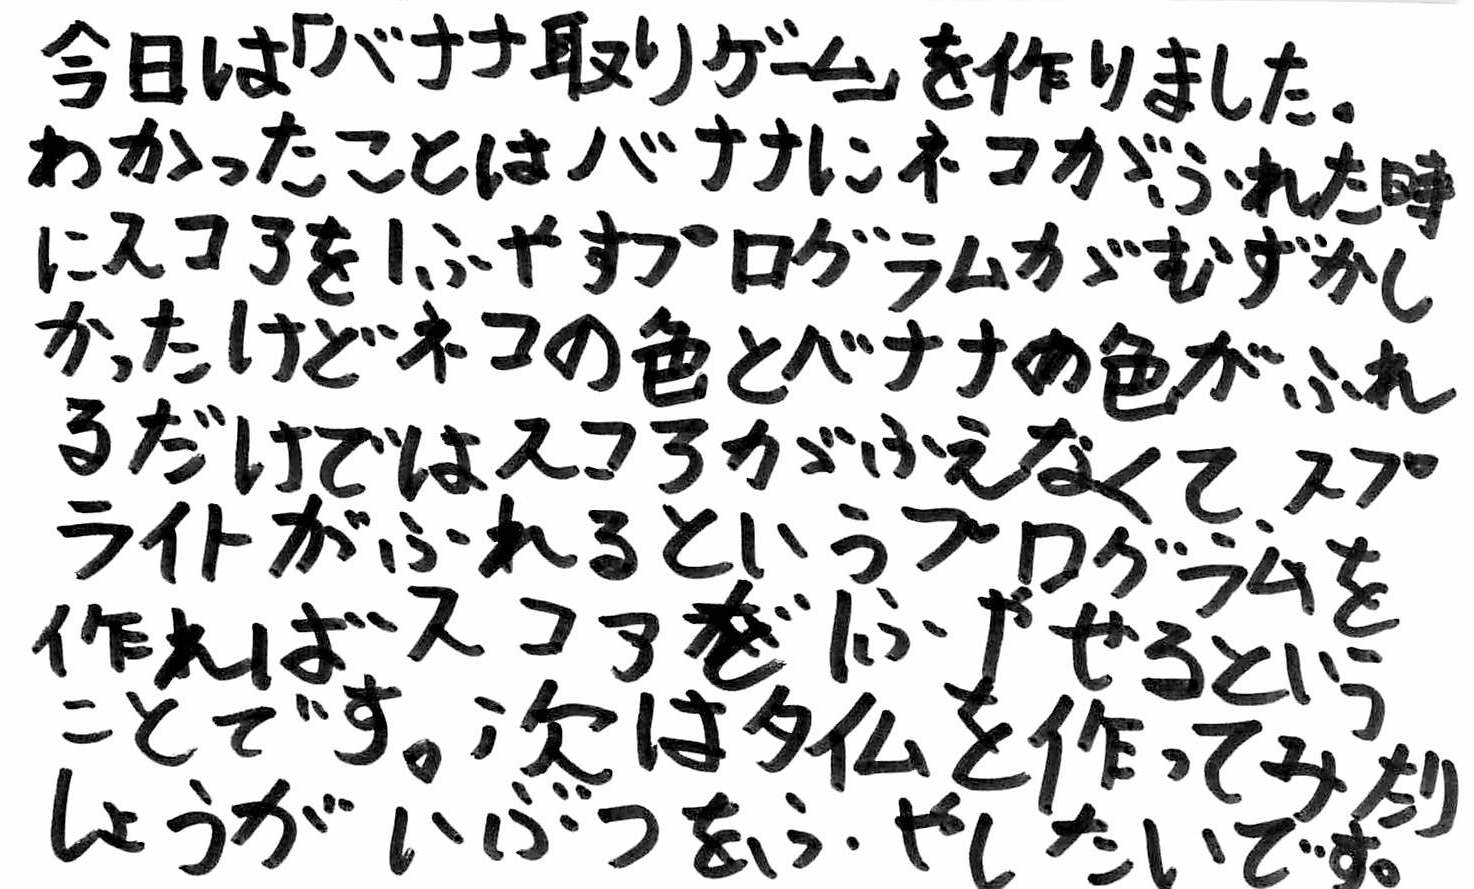 今日は「バナナ取りゲーム」を作りました。
わかったことはバナナにネコがふれた時
にスコアを1ふやすプログラムがむずかし
かったけどネコの色とバナナの色がふれ
るだけではスコアがふえなくて、スプ
ライトがふれるというプログラムを
作ればスコアを1ふやせるという
ことです。次はタイムを作ってみたり
しょうがいぶつをふやしたいです。